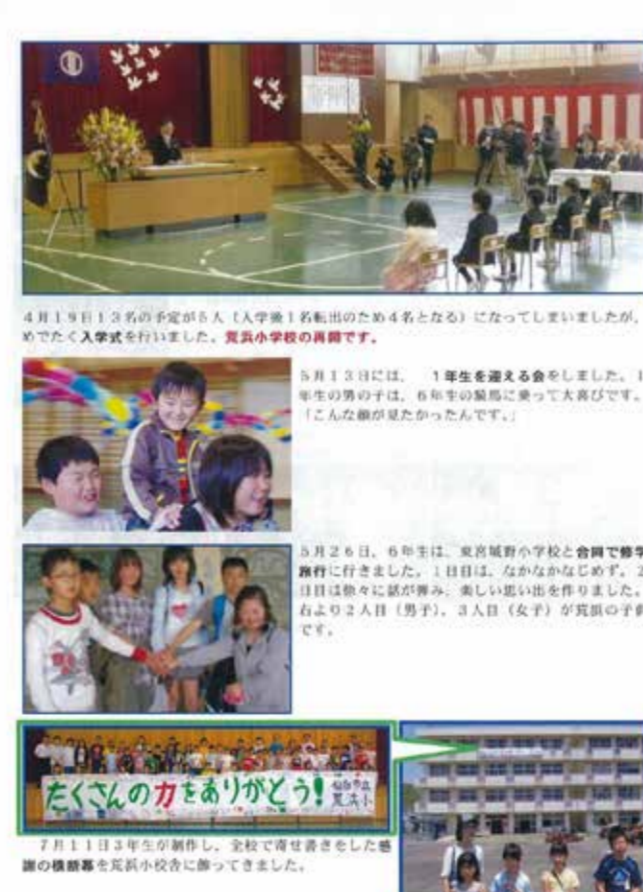 4月19日13名の予定が5人(入学後1名転出のため4名となる)になってしまいましたが、
めでたく入学式を行いました。荒浜小学校の再開です。
5月13日には、 1年生を迎える会をしました。1
年生の男の子は、6年生の騎馬に乗って大喜びです。
「こんな顔が見たかったんです。」
5月26日、6年生は、東宮城野小学校と合同で修学
旅行に行きました。1日目は、なかなかなじめず。2
日目は徐々に話が弾み、楽しい思い出を作りました。
右より2人目(男子)、3人目(女子)が荒浜の子供
です。
たくさんの力をありがとう!
仙台市立
荒浜小
7月11日3年生が制作し、全校で寄せ書きをした感
謝の横断幕を荒浜小校舎に飾ってきました。